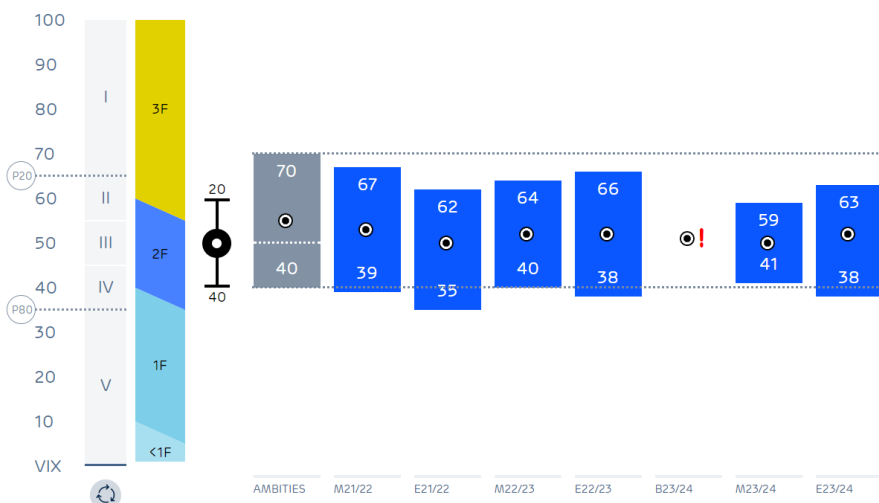 100
90
80
70
60
50
40
30
20
10
VIX
P20
P80
I
II
III
IV
V
3F
2F
1F
<1F
20
40
70
40
67
39
62
35
64
40
66
38
!
59
41
63
38
AMBITIES M21/22 E21/22 M22/23 E22/23 B23/24 M23/24 E23/24